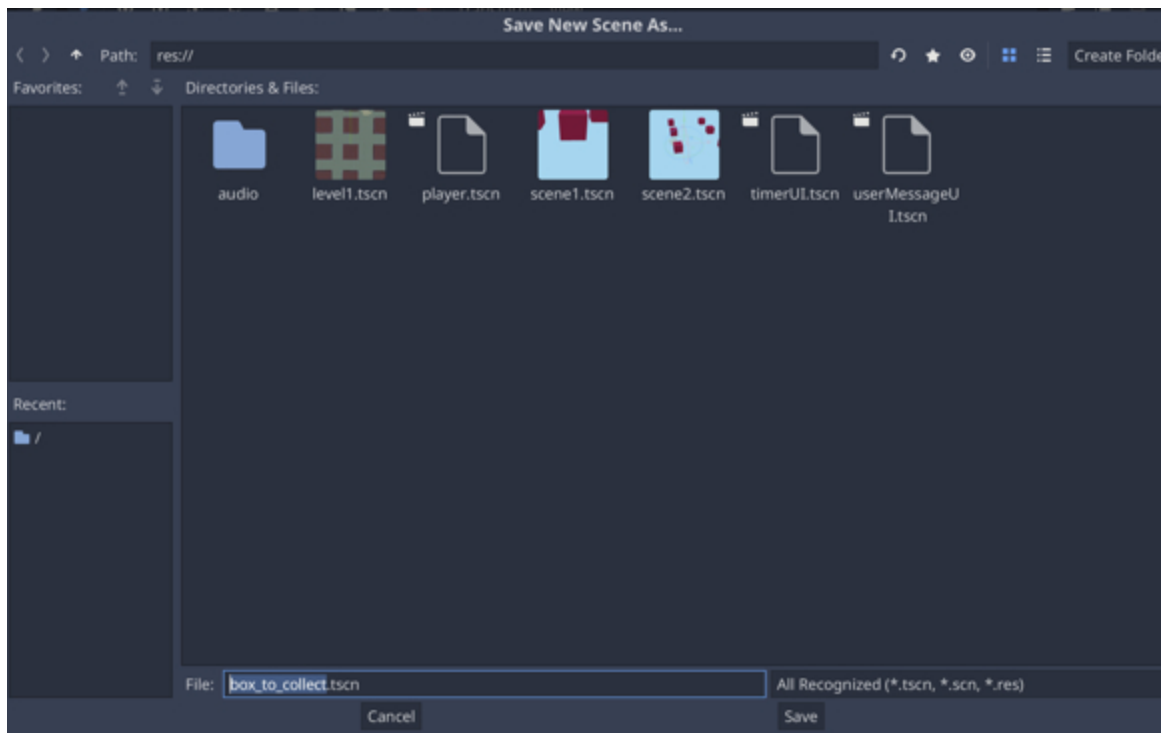 Save New Scene As...
Path: res://
Create Folde
Favorites:
Directories & Files:
audio
level1.tscn
player.tscn
scene1.tscn
scene2.tscn
timerUI.tscn
userMessageU
I.tscn
Recent:
/
File: box_to_collect.tscn
All Recognized (*.tscn, *.scn, *.res)
Cancel
Save